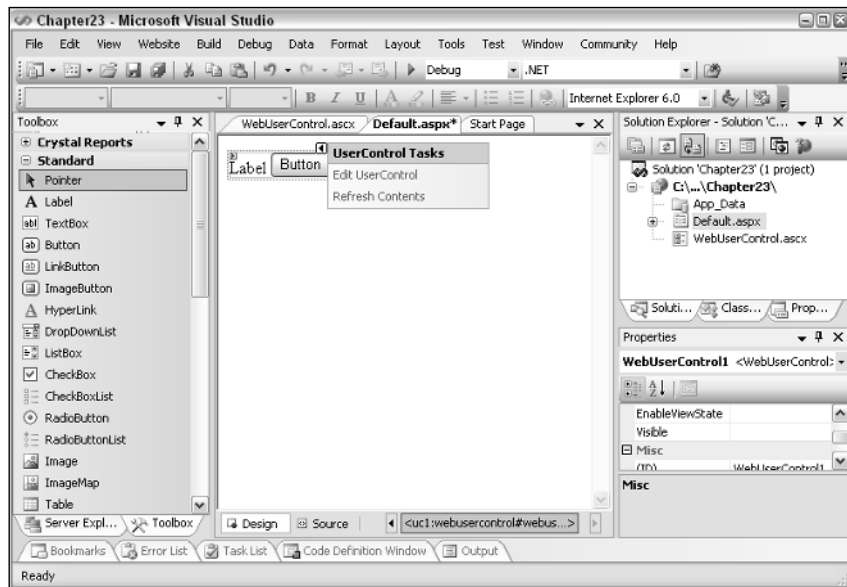 Chapter23 - Microsoft Visual Studio
File Edit View Website Build Debug Data Format Layout Tools Test Window Community Help
Debug .NET
B I U A Internet Explorer 6.0
Toolbox
Crystal Reports
Standard
Pointer
A Label
abl TextBox
ab Button
ab LinkButton
ImageButton
A HyperLink
DropDownList
ListBox
CheckBox
CheckBoxList
RadioButton
RadioButtonList
Image
ImageMap
Table
Server Expl... Toolbox
WebUserControl.ascx Default.aspx* Start Page
Label Button
UserControl Tasks
Edit UserControl
Refresh Contents
Design Source <uc1:webusercontrol#webus...>
Solution Explorer - Solution 'C...
Solution 'Chapter23' (1 project)
C:\...\Chapter23\
App_Data
Default.aspx
WebUserControl.ascx
Soluti... Class... Prop...
Properties
WebUserControl1 <WebUserControl>
EnableViewState
Visible
Misc
(ID) WebUserControl1
Misc
Bookmarks Error List Task List Code Definition Window Output
Ready